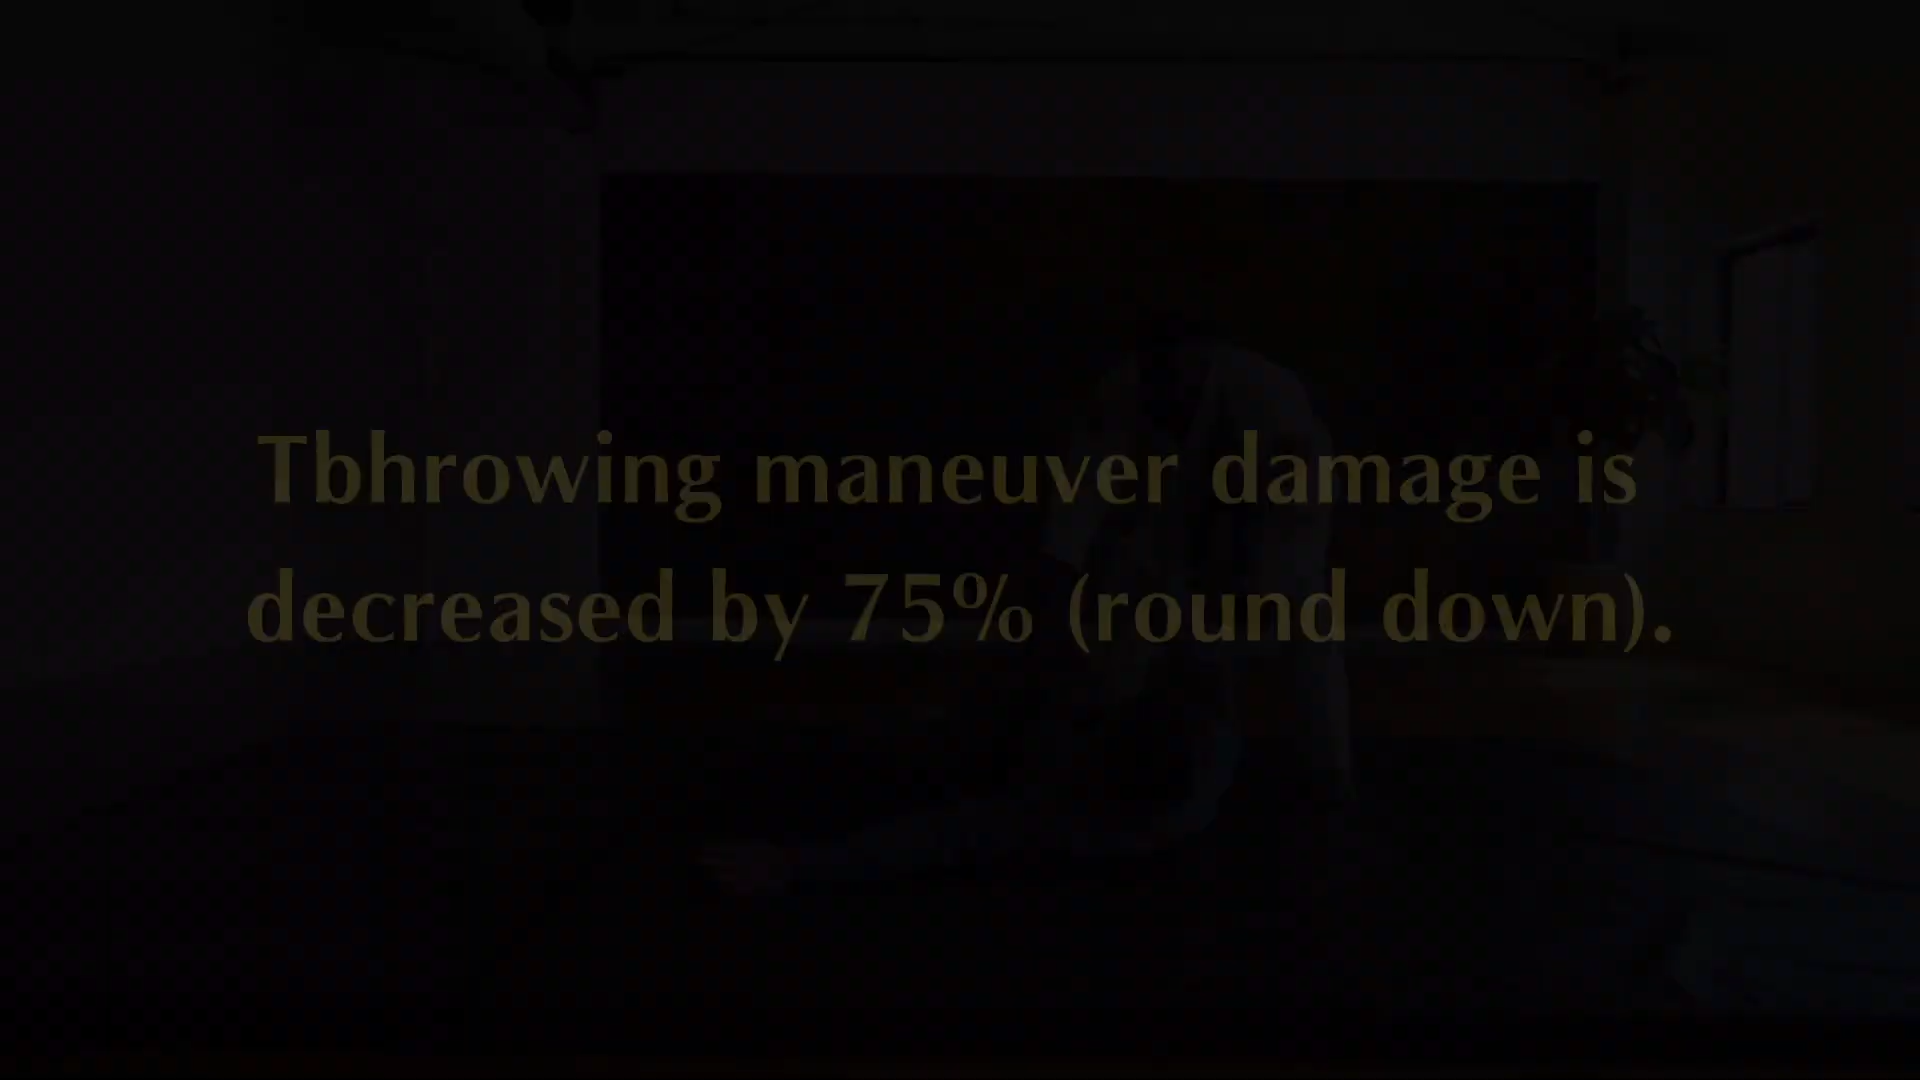 Tbhrowing maneuver damage is
decreased by 75% (round down).